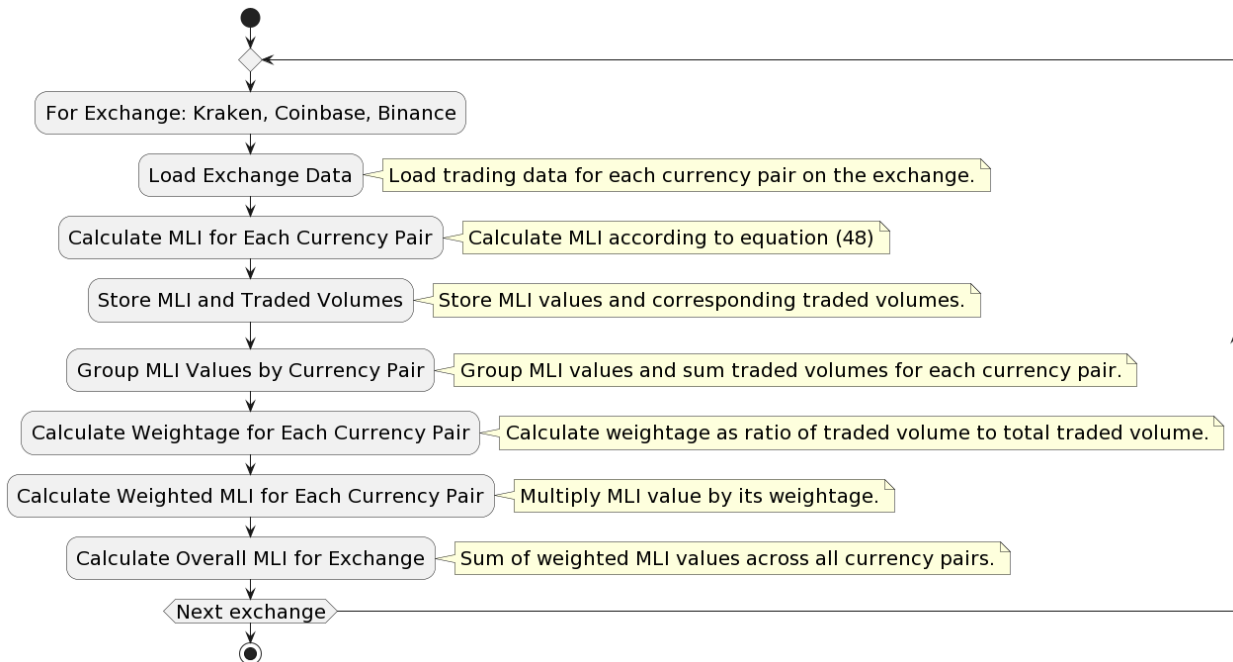 For Exchange: Kraken, Coinbase, Binance
Load Exchange Data
Load trading data for each currency pair on the exchange.
Calculate MLI for Each Currency Pair
Calculate MLI according to equation (48)
Store MLI and Traded Volumes
Store MLI values and corresponding traded volumes.
Group MLI Values by Currency Pair
Group MLI values and sum traded volumes for each currency pair.
Calculate Weightage for Each Currency Pair
Calculate weightage as ratio of traded volume to total traded volume.
Calculate Weighted MLI for Each Currency Pair
Multiply MLI value by its weightage.
Calculate Overall MLI for Exchange
Sum of weighted MLI values across all currency pairs.
Next exchange